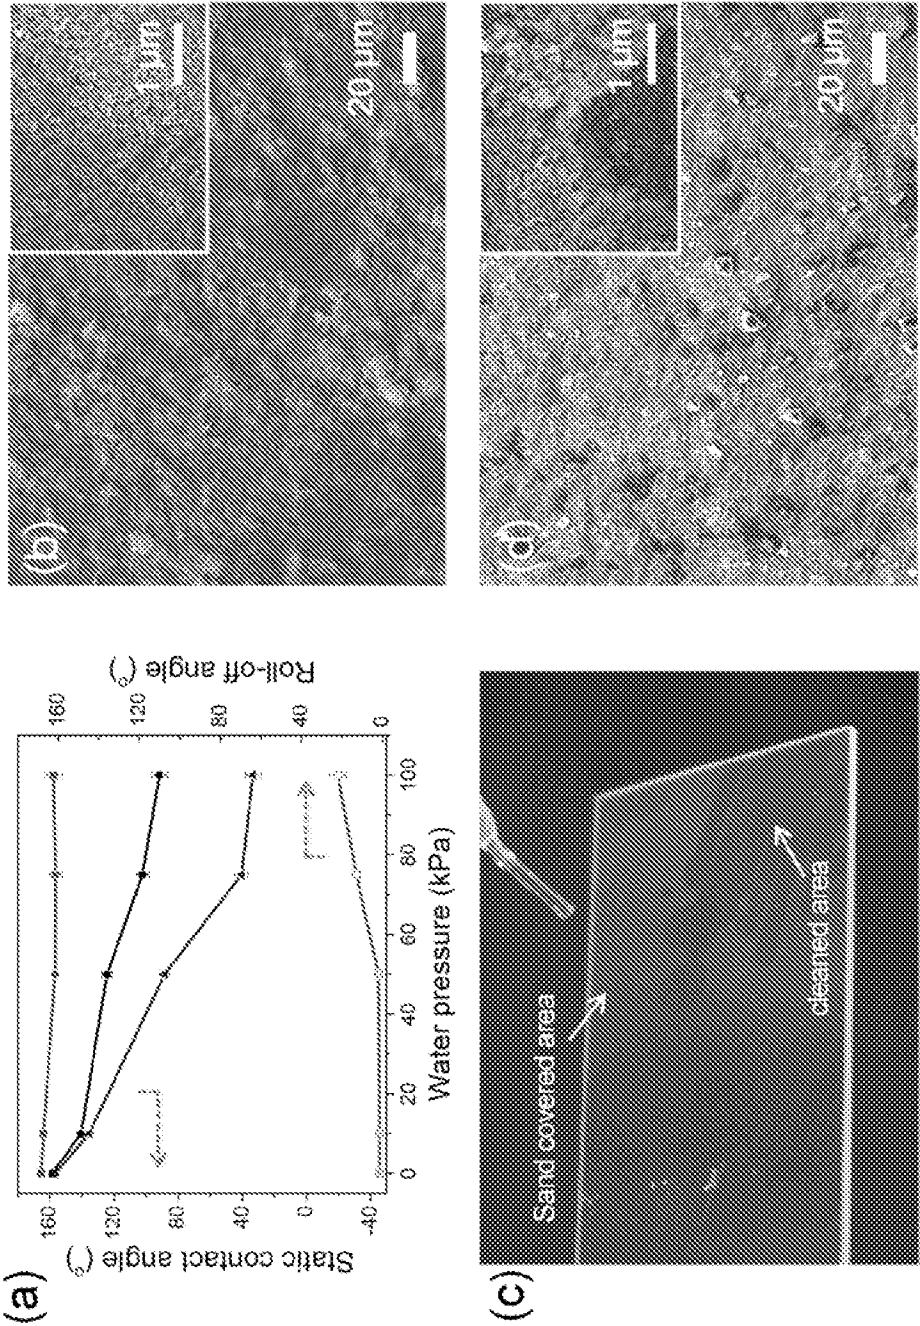 (a)
Static contact angle (°)
160
120
80
40
0
-40
Roll-off angle (°)
160
120
80
40
0
0
20
40
60
80
100
Water pressure (kPa)
(b)
1 µm
20 µm
(c)
Sand covered area
cleaned area
(d)
1 µm
20 µm